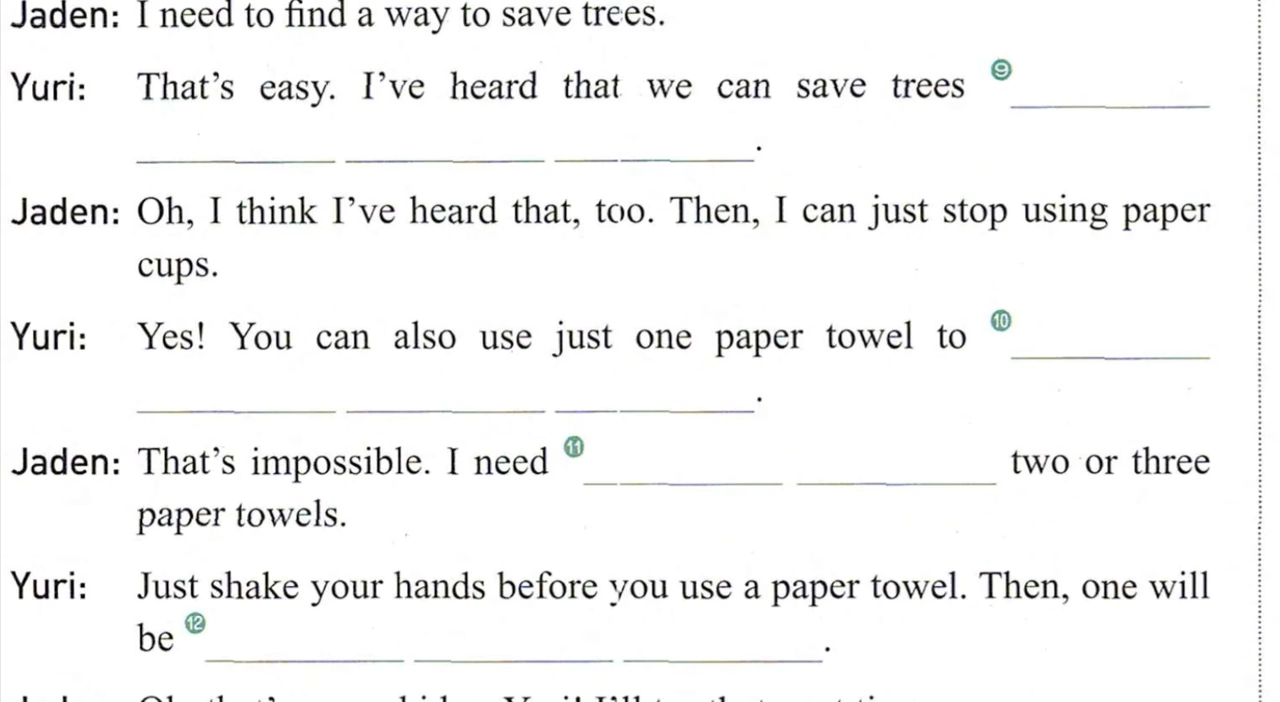 Jaden: I need to find a way to save trees.
Yuri: That's easy. I've heard that we can save trees ⑨ ________
________ ________ ________.
Jaden: Oh, I think I've heard that, too. Then, I can just stop using paper
cups.
Yuri: Yes! You can also use just one paper towel to ⑩ ________
________ ________ ________.
Jaden: That's impossible. I need ⑪ ________ ________ two or three
paper towels.
Yuri: Just shake your hands before you use a paper towel. Then, one will
be ⑫ ________ ________ ________.